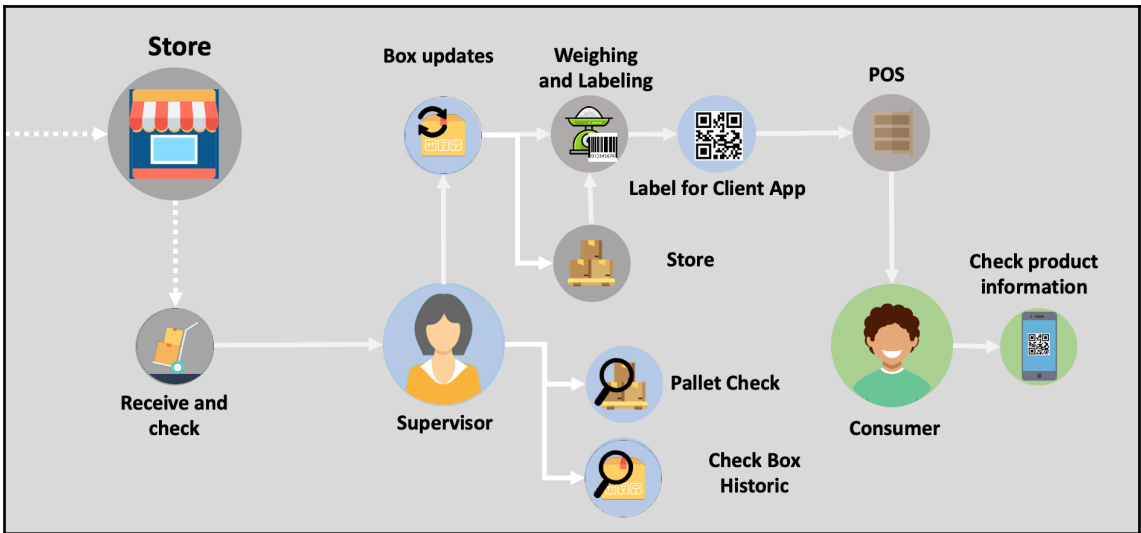 Store
Box updates
Weighing
and Labeling
POS
Label for Client App
Store
Check product
information
Receive and
check
Supervisor
Pallet Check
Consumer
Check Box
Historic